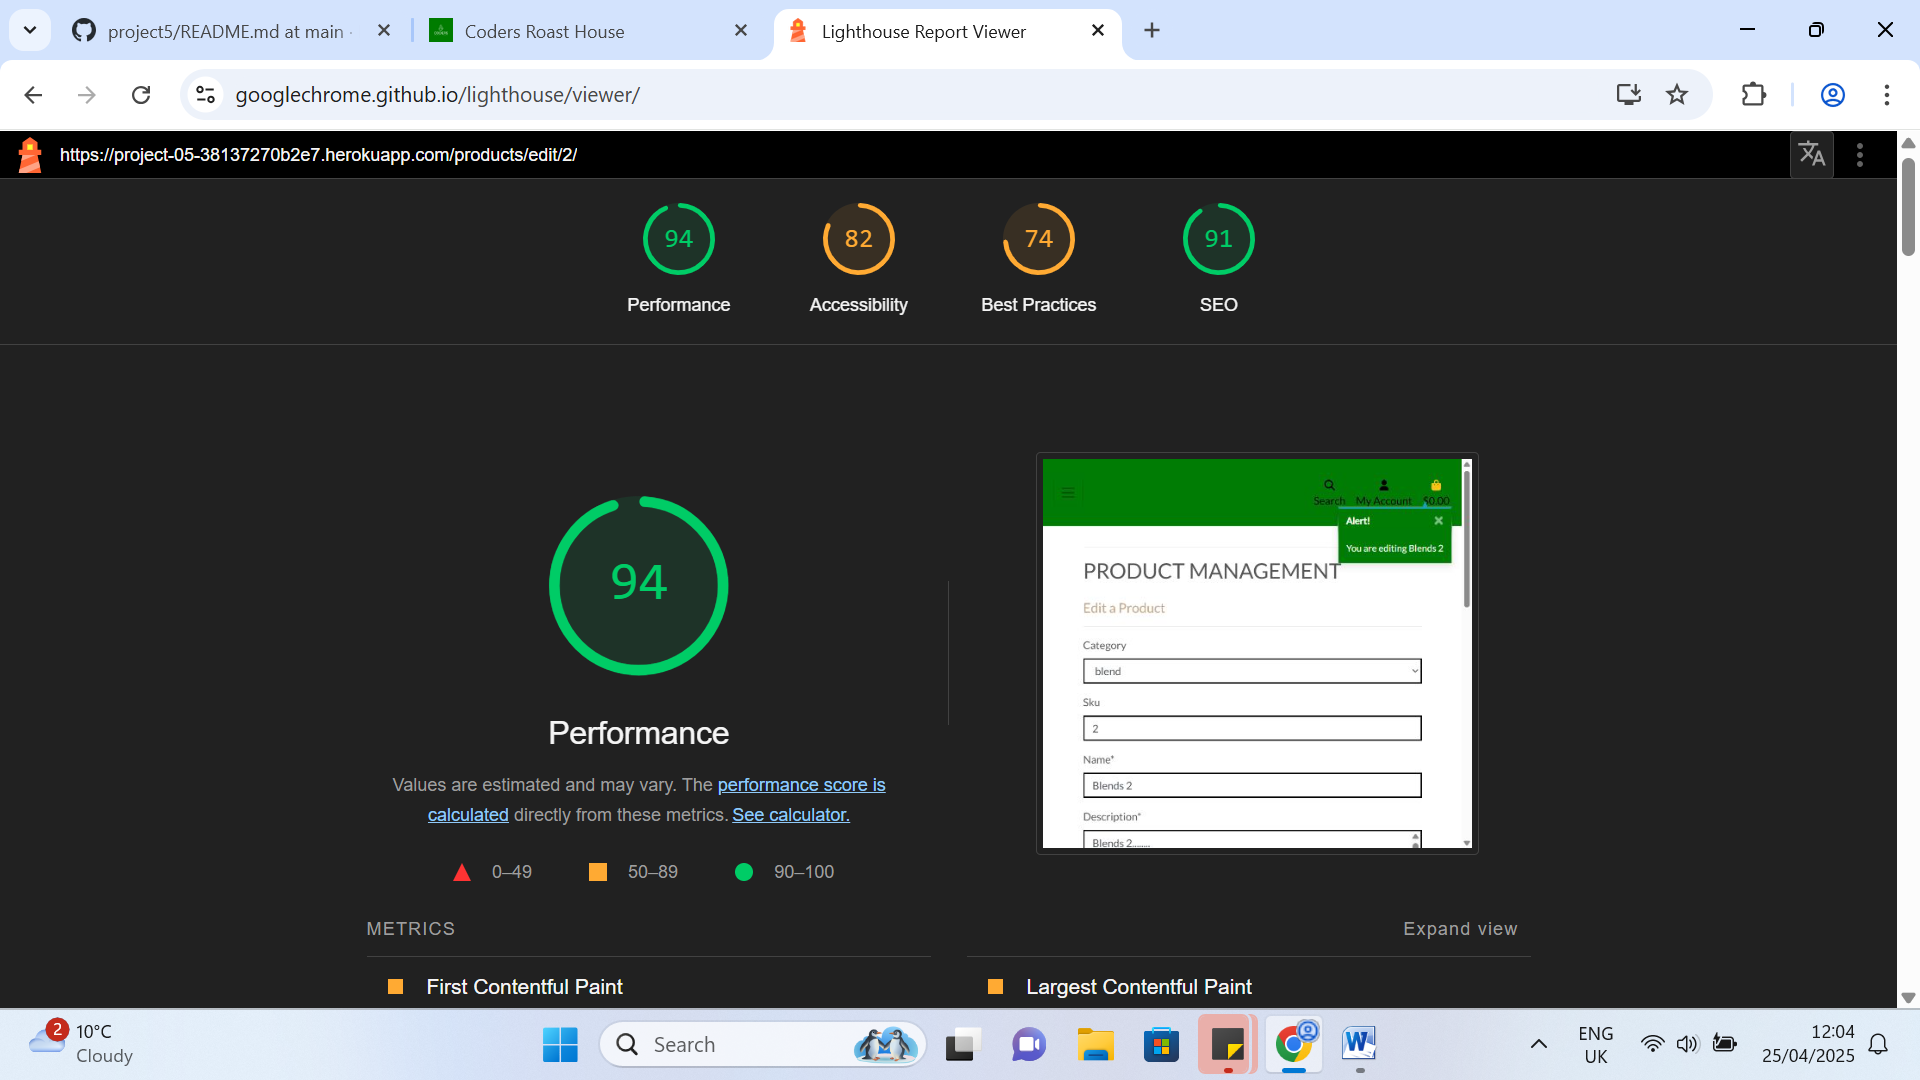 project5/README.md at main ·
Coders Roast House
Lighthouse Report Viewer
googlechrome.github.io/lighthouse/viewer/
https://project-05-38137270b2e7.herokuapp.com/products/edit/2/
94
82
74
91
Performance
Accessibility
Best Practices
SEO
94
Performance
Values are estimated and may vary. The performance score is
calculated directly from these metrics. See calculator.
0–49
50–89
90–100
Search
My Account
$0.00
Alert!
You are editing Blends 2
PRODUCT MANAGEMENT
Edit a Product
Category
blend
Sku
2
Name*
Blends 2
Description*
Blends 2........
METRICS
Expand view
First Contentful Paint
Largest Contentful Paint
2
10°C
Cloudy
Search
ENG
UK
12:04
25/04/2025